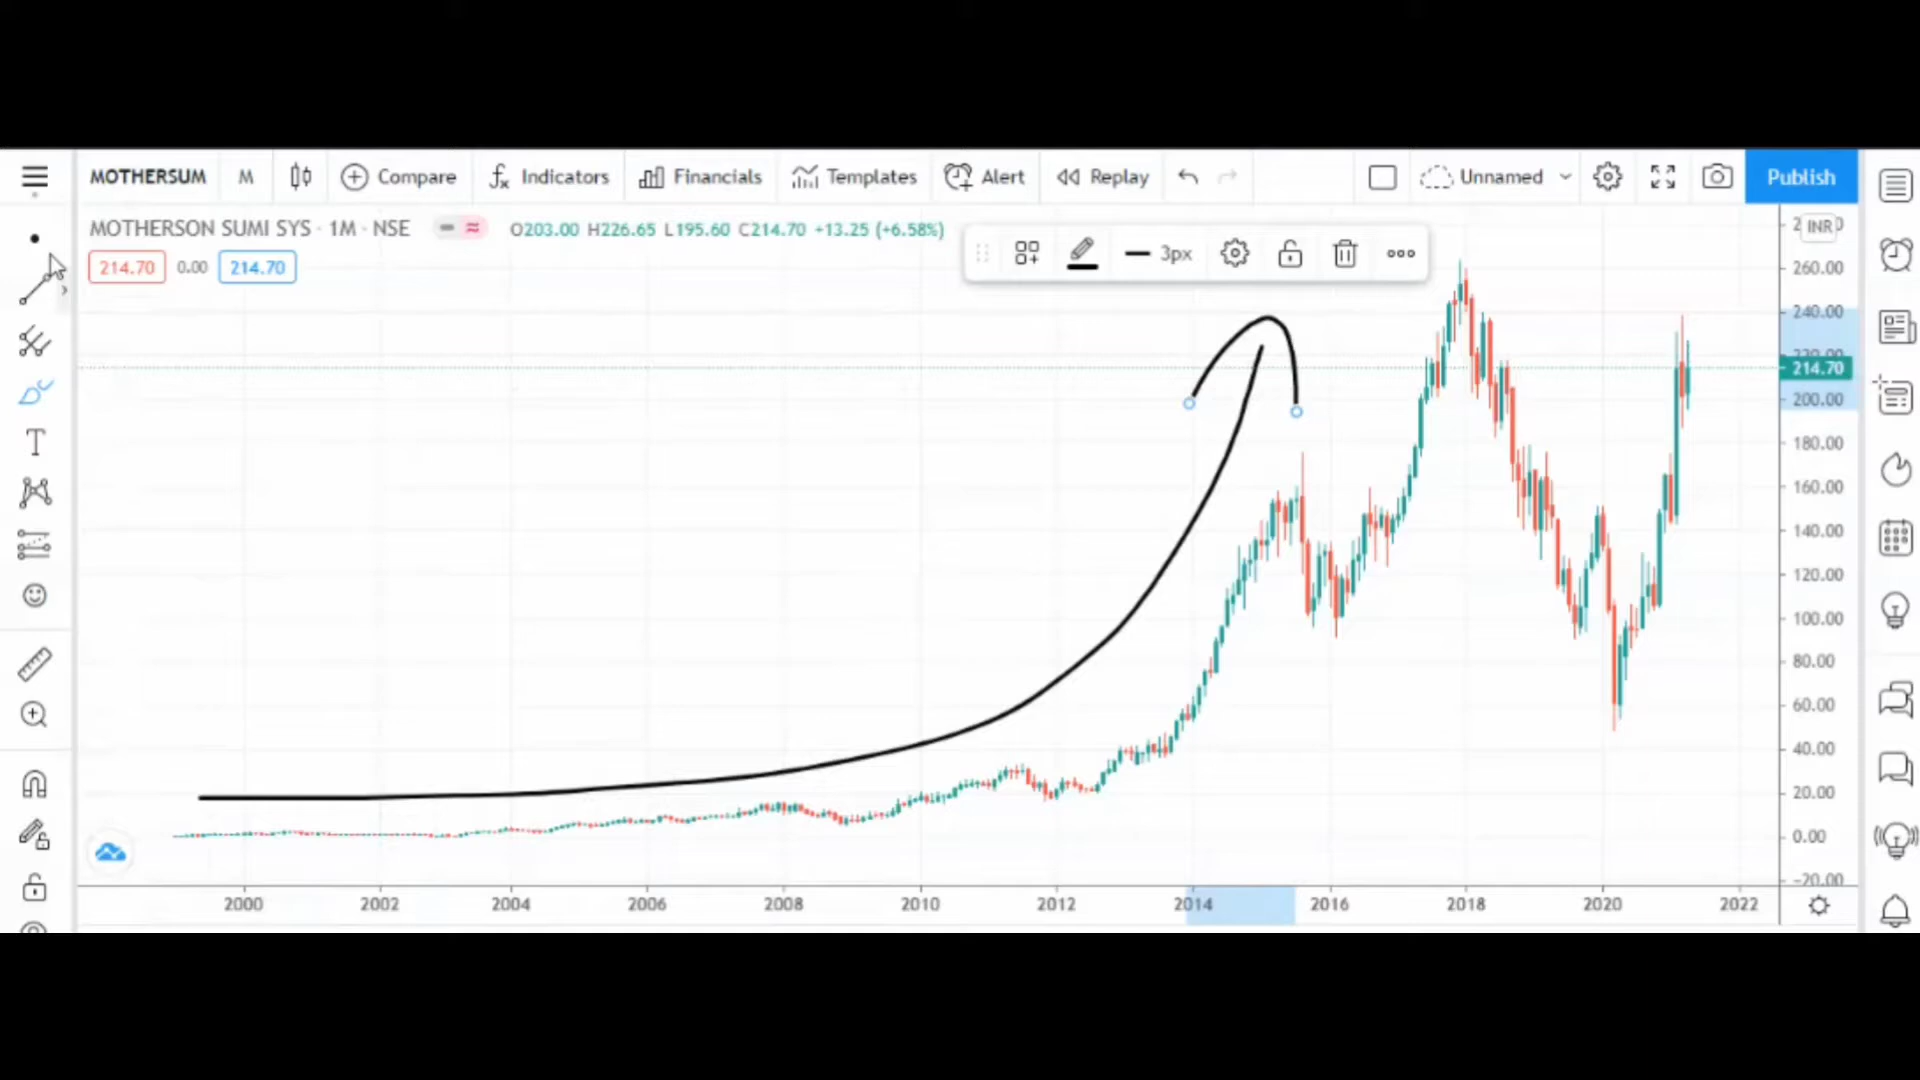 MOTHERSUM M Compare Indicators Financials Templates Alert Replay Unnamed Publish
MOTHERSON SUMI SYS · 1M · NSE O203.00 H226.65 L195.60 C214.70 +13.25 (+6.58%)
214.70 0.00 214.70
3px
INR
260.00
240.00
214.70
200.00
180.00
160.00
140.00
120.00
100.00
80.00
60.00
40.00
20.00
0.00
-20.00
2000 2002 2004 2006 2008 2010 2012 2014 2016 2018 2020 2022